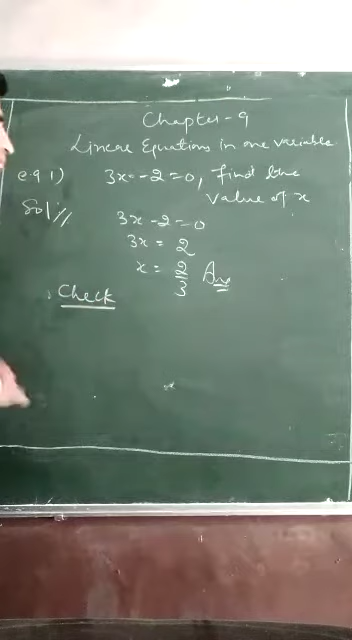 Chapter - 9
Linear Equations in one variable
e.g 1) 3x - 2 = 0, find the
value of x
Sol //
3x - 2 = 0
3x = 2
x = 2/3 Ans
Check